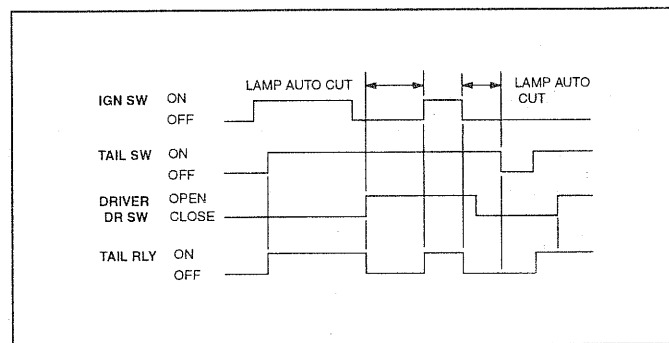 LAMP AUTO CUT
LAMP AUTO
CUT
IGN SW ON
OFF
TAIL SW ON
OFF
DRIVER OPEN
DR SW CLOSE
TAIL RLY ON
OFF